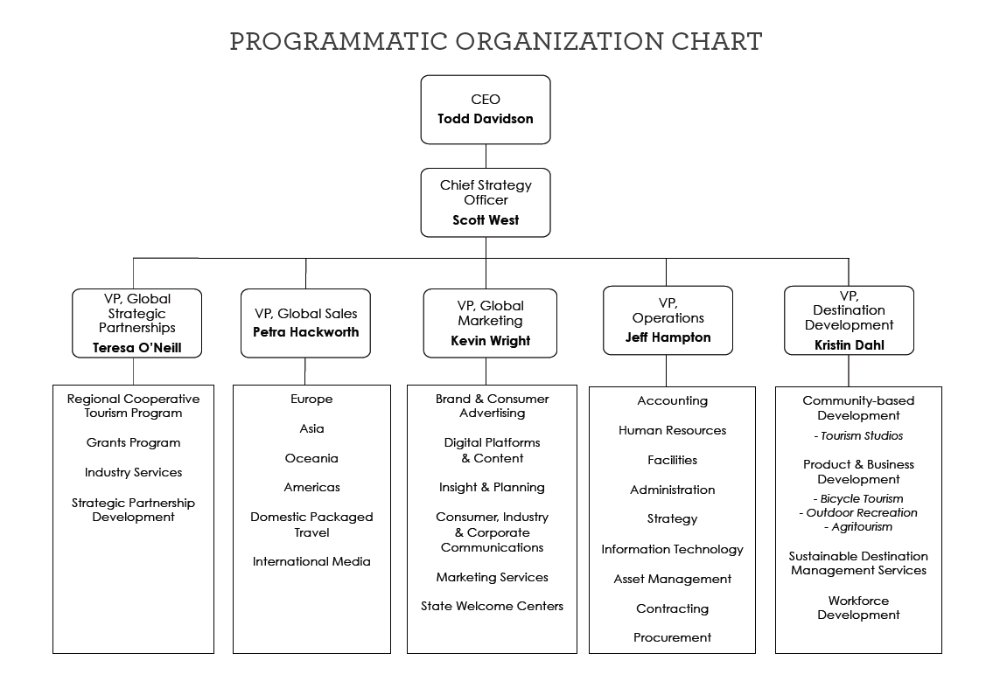 PROGRAMMATIC ORGANIZATION CHART
CEO
Todd Davidson
Chief Strategy
Officer
Scott West
VP, Global
Strategic
Partnerships
Teresa O’Neill
VP, Global Sales
Petra Hackworth
VP, Global
Marketing
Kevin Wright
VP,
Operations
Jeff Hampton
VP,
Destination
Development
Kristin Dahl
Regional Cooperative
Tourism Program
Grants Program
Industry Services
Strategic Partnership
Development
Europe
Asia
Oceania
Americas
Domestic Packaged
Travel
International Media
Brand & Consumer
Advertising
Digital Platforms
& Content
Insight & Planning
Consumer, Industry
& Corporate
Communications
Marketing Services
State Welcome Centers
Accounting
Human Resources
Facilities
Administration
Strategy
Information Technology
Asset Management
Contracting
Procurement
Community-based
Development
- Tourism Studios
Product & Business
Development
- Bicycle Tourism
- Outdoor Recreation
- Agritourism
Sustainable Destination
Management Services
Workforce
Development